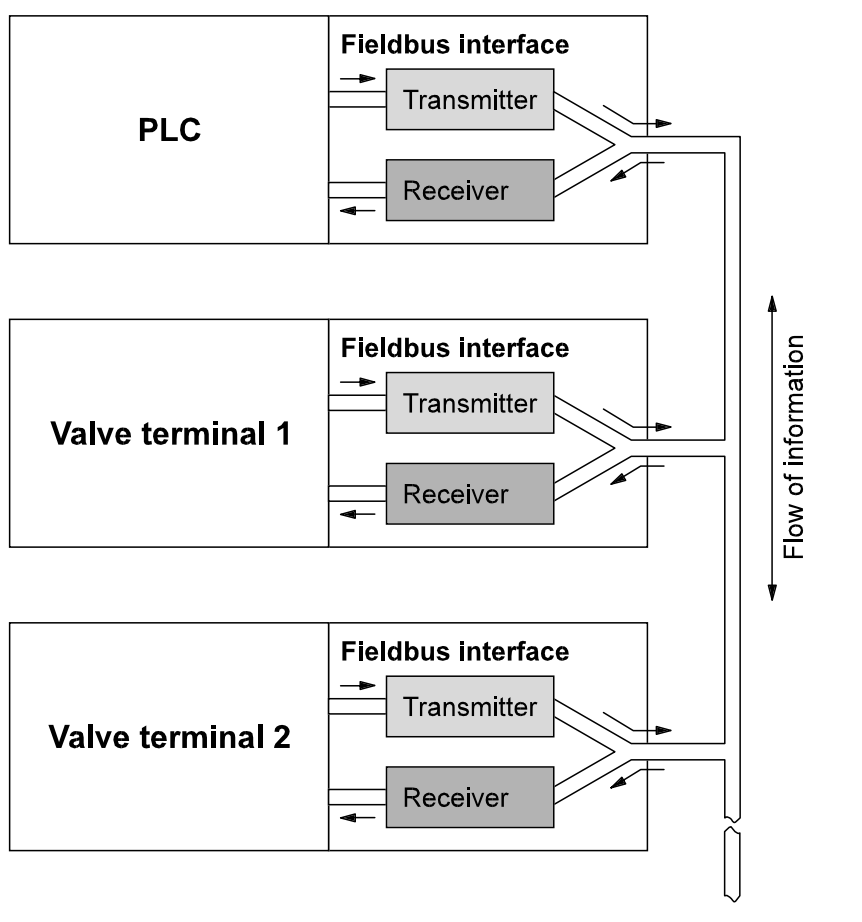 Fieldbus interface
Transmitter
PLC
Receiver
Fieldbus interface
Transmitter
Valve terminal 1
Receiver
Flow of information
Fieldbus interface
Transmitter
Valve terminal 2
Receiver